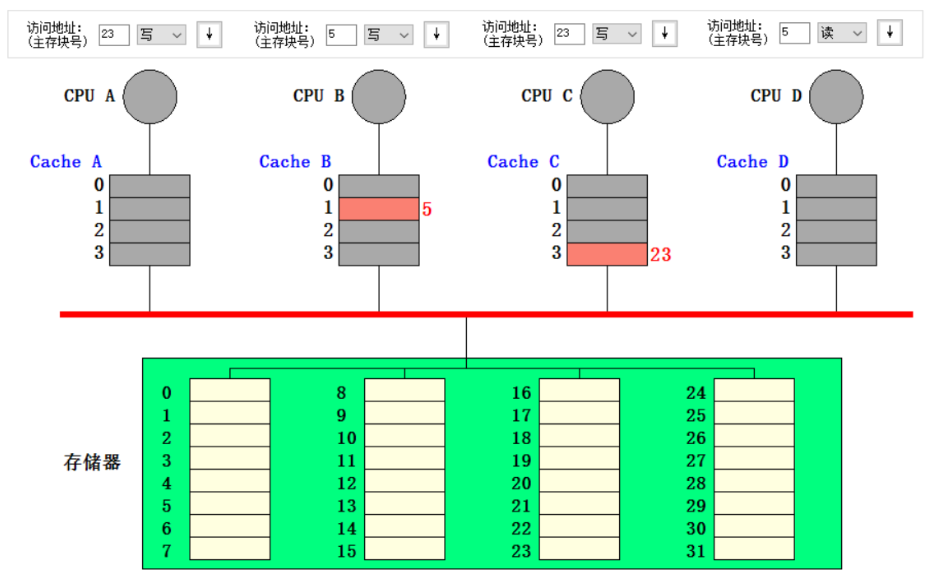 访问地址: 23 写 ↓ 访问地址: 5 写 ↓ 访问地址: 23 写 ↓ 访问地址: 5 读 ↓
(主存块号) (主存块号) (主存块号) (主存块号)
CPU A CPU B CPU C CPU D
Cache A Cache B Cache C Cache D
0 0 0 0
1 1 5 1 1
2 2 2 2
3 3 3 23 3
0 8 16 24
1 9 17 25
2 10 18 26
存储器 3 11 19 27
4 12 20 28
5 13 21 29
6 14 22 30
7 15 23 31